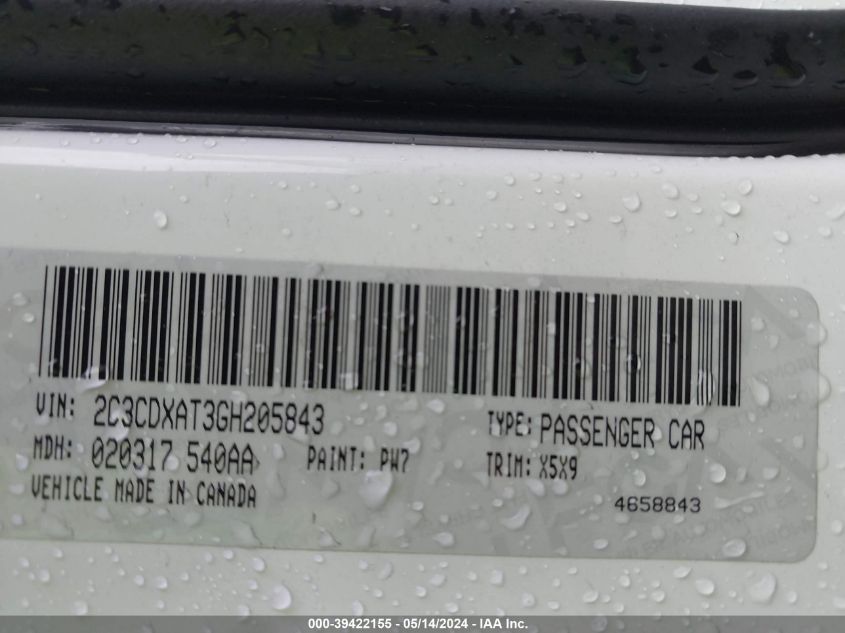 VIN: 2C3CDXAT3GH205843
TYPE: PASSENGER CAR
MDH: 020317 540AA
PAINT: PW7
TRIM: X5X9
VEHICLE MADE IN CANADA
4658843
000-39422155 - 05/14/2024 - IAA Inc.